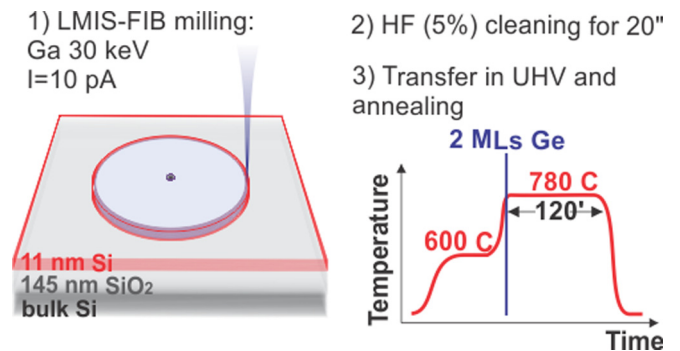 1) LMIS-FIB milling:
Ga 30 keV
I=10 pA
11 nm Si
145 nm SiO₂
bulk Si
2) HF (5%) cleaning for 20"
3) Transfer in UHV and
annealing
2 MLs Ge
780 C
120'
600 C
Temperature
Time